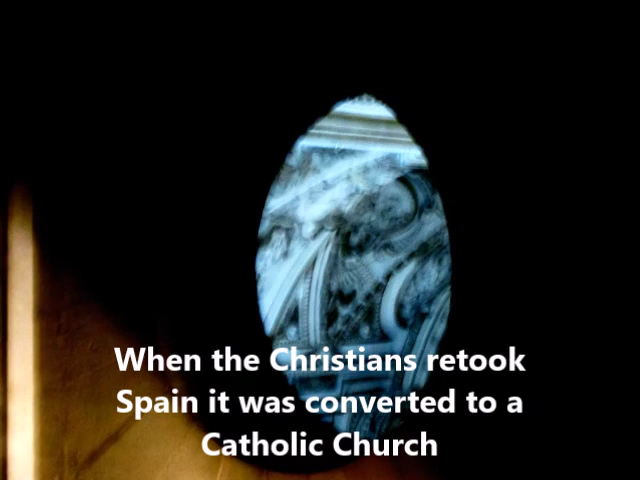 When the Christians retook
Spain it was converted to a
Catholic Church